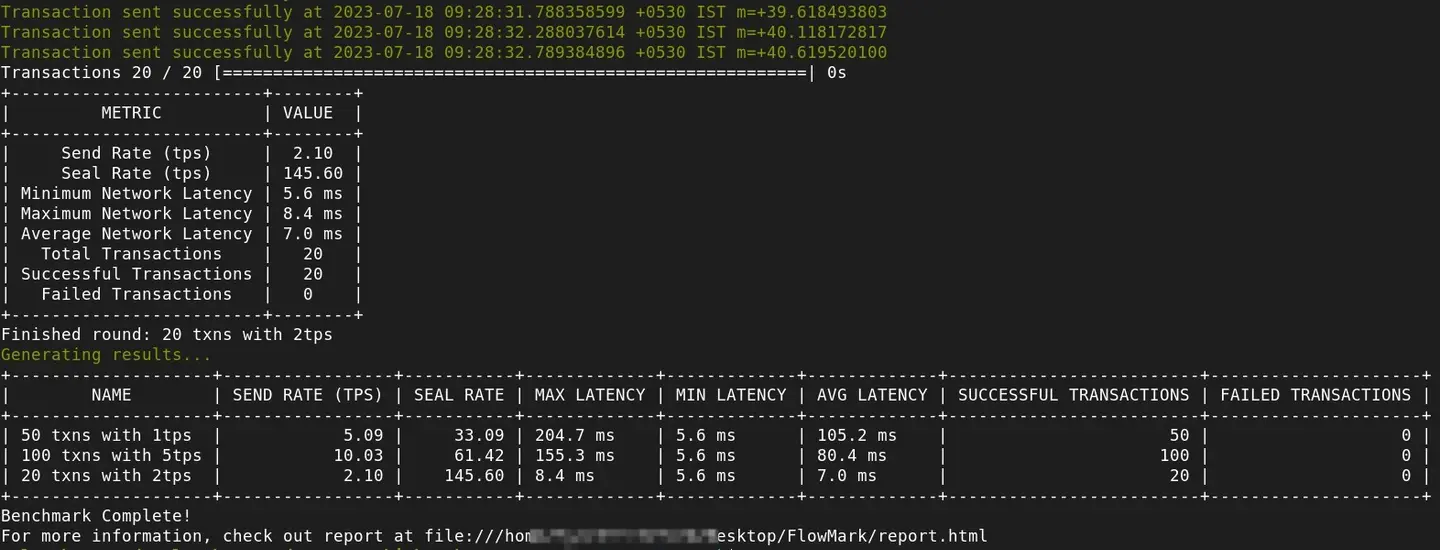 Transaction sent successfully at 2023-07-18 09:28:31.788358599 +0530 IST m=+39.618493803
Transaction sent successfully at 2023-07-18 09:28:32.288037614 +0530 IST m=+40.118172817
Transaction sent successfully at 2023-07-18 09:28:32.789384896 +0530 IST m=+40.619520100
Transactions 20 / 20 [==========================================================| 0s
+-------------------------+--------+
| METRIC | VALUE |
+-------------------------+--------+
| Send Rate (tps) | 2.10 |
| Seal Rate (tps) | 145.60 |
| Minimum Network Latency | 5.6 ms |
| Maximum Network Latency | 8.4 ms |
| Average Network Latency | 7.0 ms |
| Total Transactions | 20 |
| Successful Transactions | 20 |
| Failed Transactions | 0 |
+-------------------------+--------+
Finished round: 20 txns with 2tps
Generating results...
+--------------------+-----------------+-----------+-------------+-------------+-------------+-------------------------+---------------------+
| NAME | SEND RATE (TPS) | SEAL RATE | MAX LATENCY | MIN LATENCY | AVG LATENCY | SUCCESSFUL TRANSACTIONS | FAILED TRANSACTIONS |
+--------------------+-----------------+-----------+-------------+-------------+-------------+-------------------------+---------------------+
| 50 txns with 1tps | 5.09 | 33.09 | 204.7 ms | 5.6 ms | 105.2 ms | 50 | 0 |
| 100 txns with 5tps | 10.03 | 61.42 | 155.3 ms | 5.6 ms | 80.4 ms | 100 | 0 |
| 20 txns with 2tps | 2.10 | 145.60 | 8.4 ms | 5.6 ms | 7.0 ms | 20 | 0 |
+--------------------+-----------------+-----------+-------------+-------------+-------------+-------------------------+---------------------+
Benchmark Complete!
For more information, check out report at file:///hom esktop/FlowMark/report.html